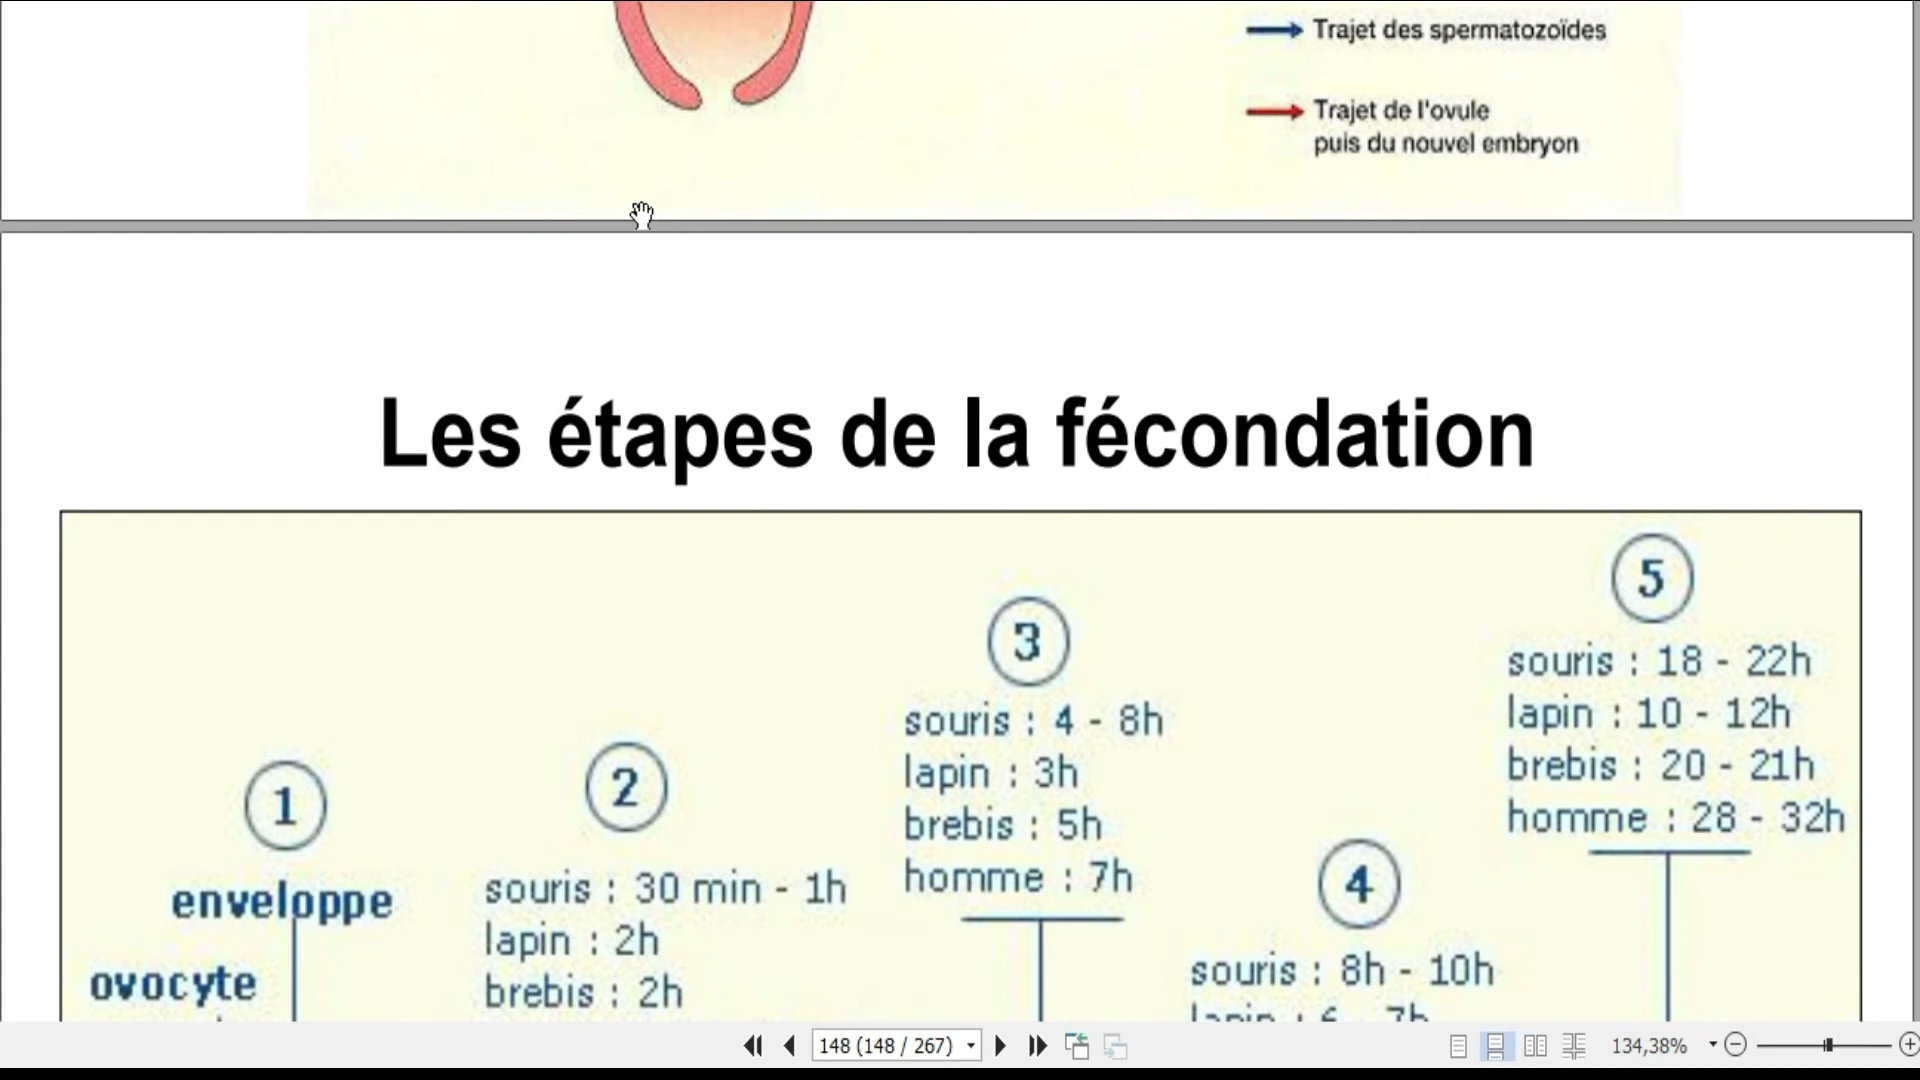 Trajet des spermatozoïdes
Trajet de l'ovule
puis du nouvel embryon
Les étapes de la fécondation
1
enveloppe
ovocyte
2
souris : 30 min - 1h
lapin : 2h
brebis : 2h
3
souris : 4 - 8h
lapin : 3h
brebis : 5h
homme : 7h
4
souris : 8h - 10h
lapin : 6 - 7h
5
souris : 18 - 22h
lapin : 10 - 12h
brebis : 20 - 21h
homme : 28 - 32h
148 (148 / 267)
134,38%